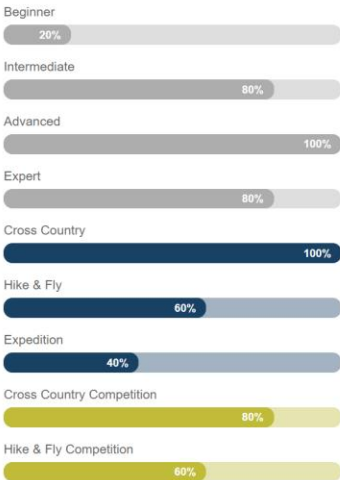 Beginner
20%
Intermediate
80%
Advanced
100%
Expert
80%
Cross Country
100%
Hike & Fly
60%
Expedition
40%
Cross Country Competition
80%
Hike & Fly Competition
60%